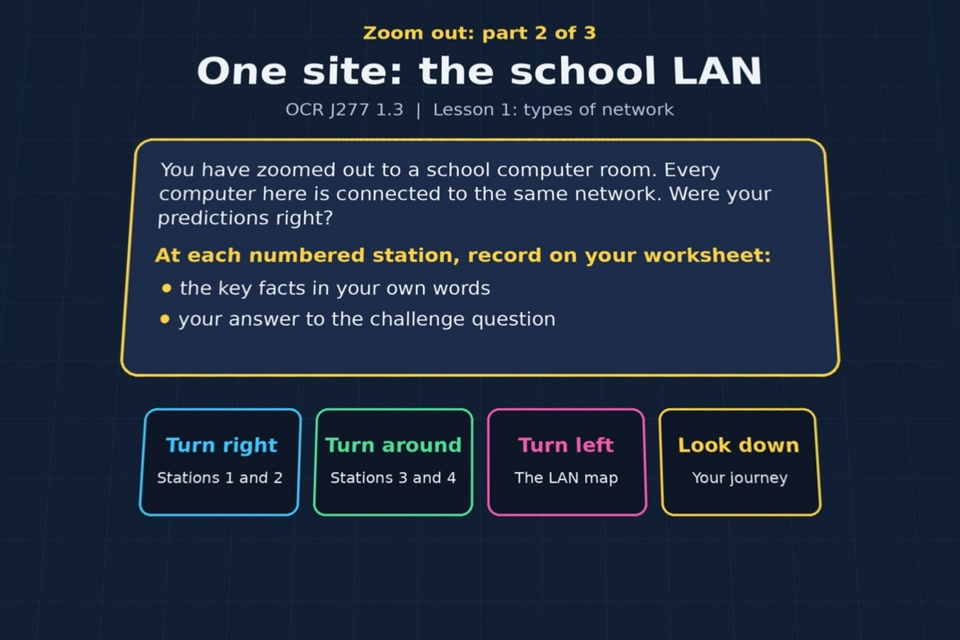 Zoom out: part 2 of 3
One site: the school LAN
OCR J277 1.3 | Lesson 1: types of network
You have zoomed out to a school computer room. Every
computer here is connected to the same network. Were your
predictions right?
At each numbered station, record on your worksheet:
• the key facts in your own words
• your answer to the challenge question
Turn right
Stations 1 and 2
Turn around
Stations 3 and 4
Turn left
The LAN map
Look down
Your journey